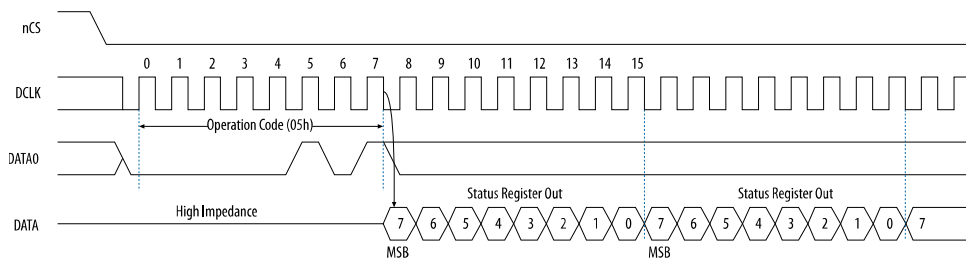 nCS
0 1 2 3 4 5 6 7 8 9 10 11 12 13 14 15
DCLK
Operation Code (05h)
DATA0
Status Register Out Status Register Out
High Impedance
DATA 7 6 5 4 3 2 1 0 7 6 5 4 3 2 1 0 7
MSB MSB